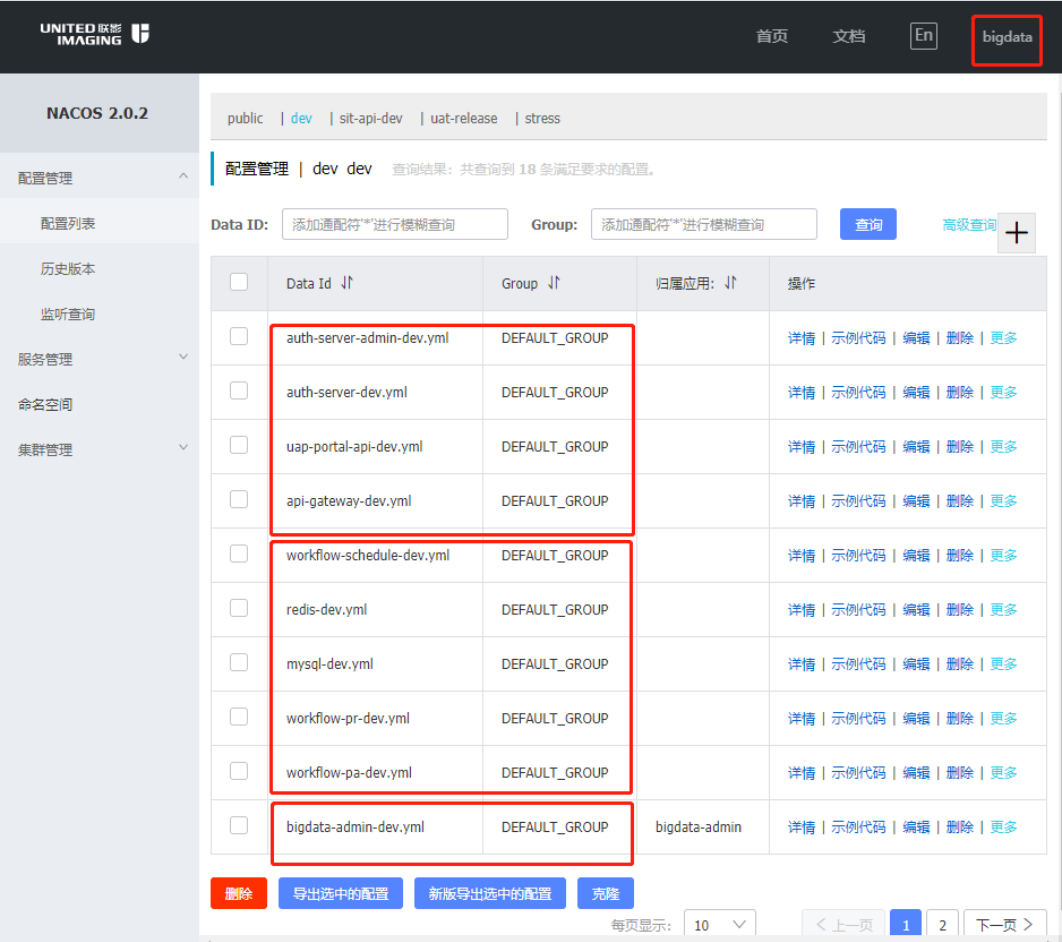 UNITED 联影
IMAGING
首页 文档 En bigdata
NACOS 2.0.2
配置管理
配置列表
历史版本
监听查询
服务管理
命名空间
集群管理
public | dev | sit-api-dev | uat-release | stress
配置管理 | dev dev 查询结果：共查询到 18 条满足要求的配置。
Data ID: 添加通配符'*'进行模糊查询 Group: 添加通配符'*'进行模糊查询 查询 高级查询
Data Id Group 归属应用: 操作
auth-server-admin-dev.yml DEFAULT_GROUP 详情 | 示例代码 | 编辑 | 删除 | 更多
auth-server-dev.yml DEFAULT_GROUP 详情 | 示例代码 | 编辑 | 删除 | 更多
uap-portal-api-dev.yml DEFAULT_GROUP 详情 | 示例代码 | 编辑 | 删除 | 更多
api-gateway-dev.yml DEFAULT_GROUP 详情 | 示例代码 | 编辑 | 删除 | 更多
workflow-schedule-dev.yml DEFAULT_GROUP 详情 | 示例代码 | 编辑 | 删除 | 更多
redis-dev.yml DEFAULT_GROUP 详情 | 示例代码 | 编辑 | 删除 | 更多
mysql-dev.yml DEFAULT_GROUP 详情 | 示例代码 | 编辑 | 删除 | 更多
workflow-pr-dev.yml DEFAULT_GROUP 详情 | 示例代码 | 编辑 | 删除 | 更多
workflow-pa-dev.yml DEFAULT_GROUP 详情 | 示例代码 | 编辑 | 删除 | 更多
bigdata-admin-dev.yml DEFAULT_GROUP bigdata-admin 详情 | 示例代码 | 编辑 | 删除 | 更多
删除 导出选中的配置 新版导出选中的配置 克隆
每页显示: 10 上一页 1 2 下一页